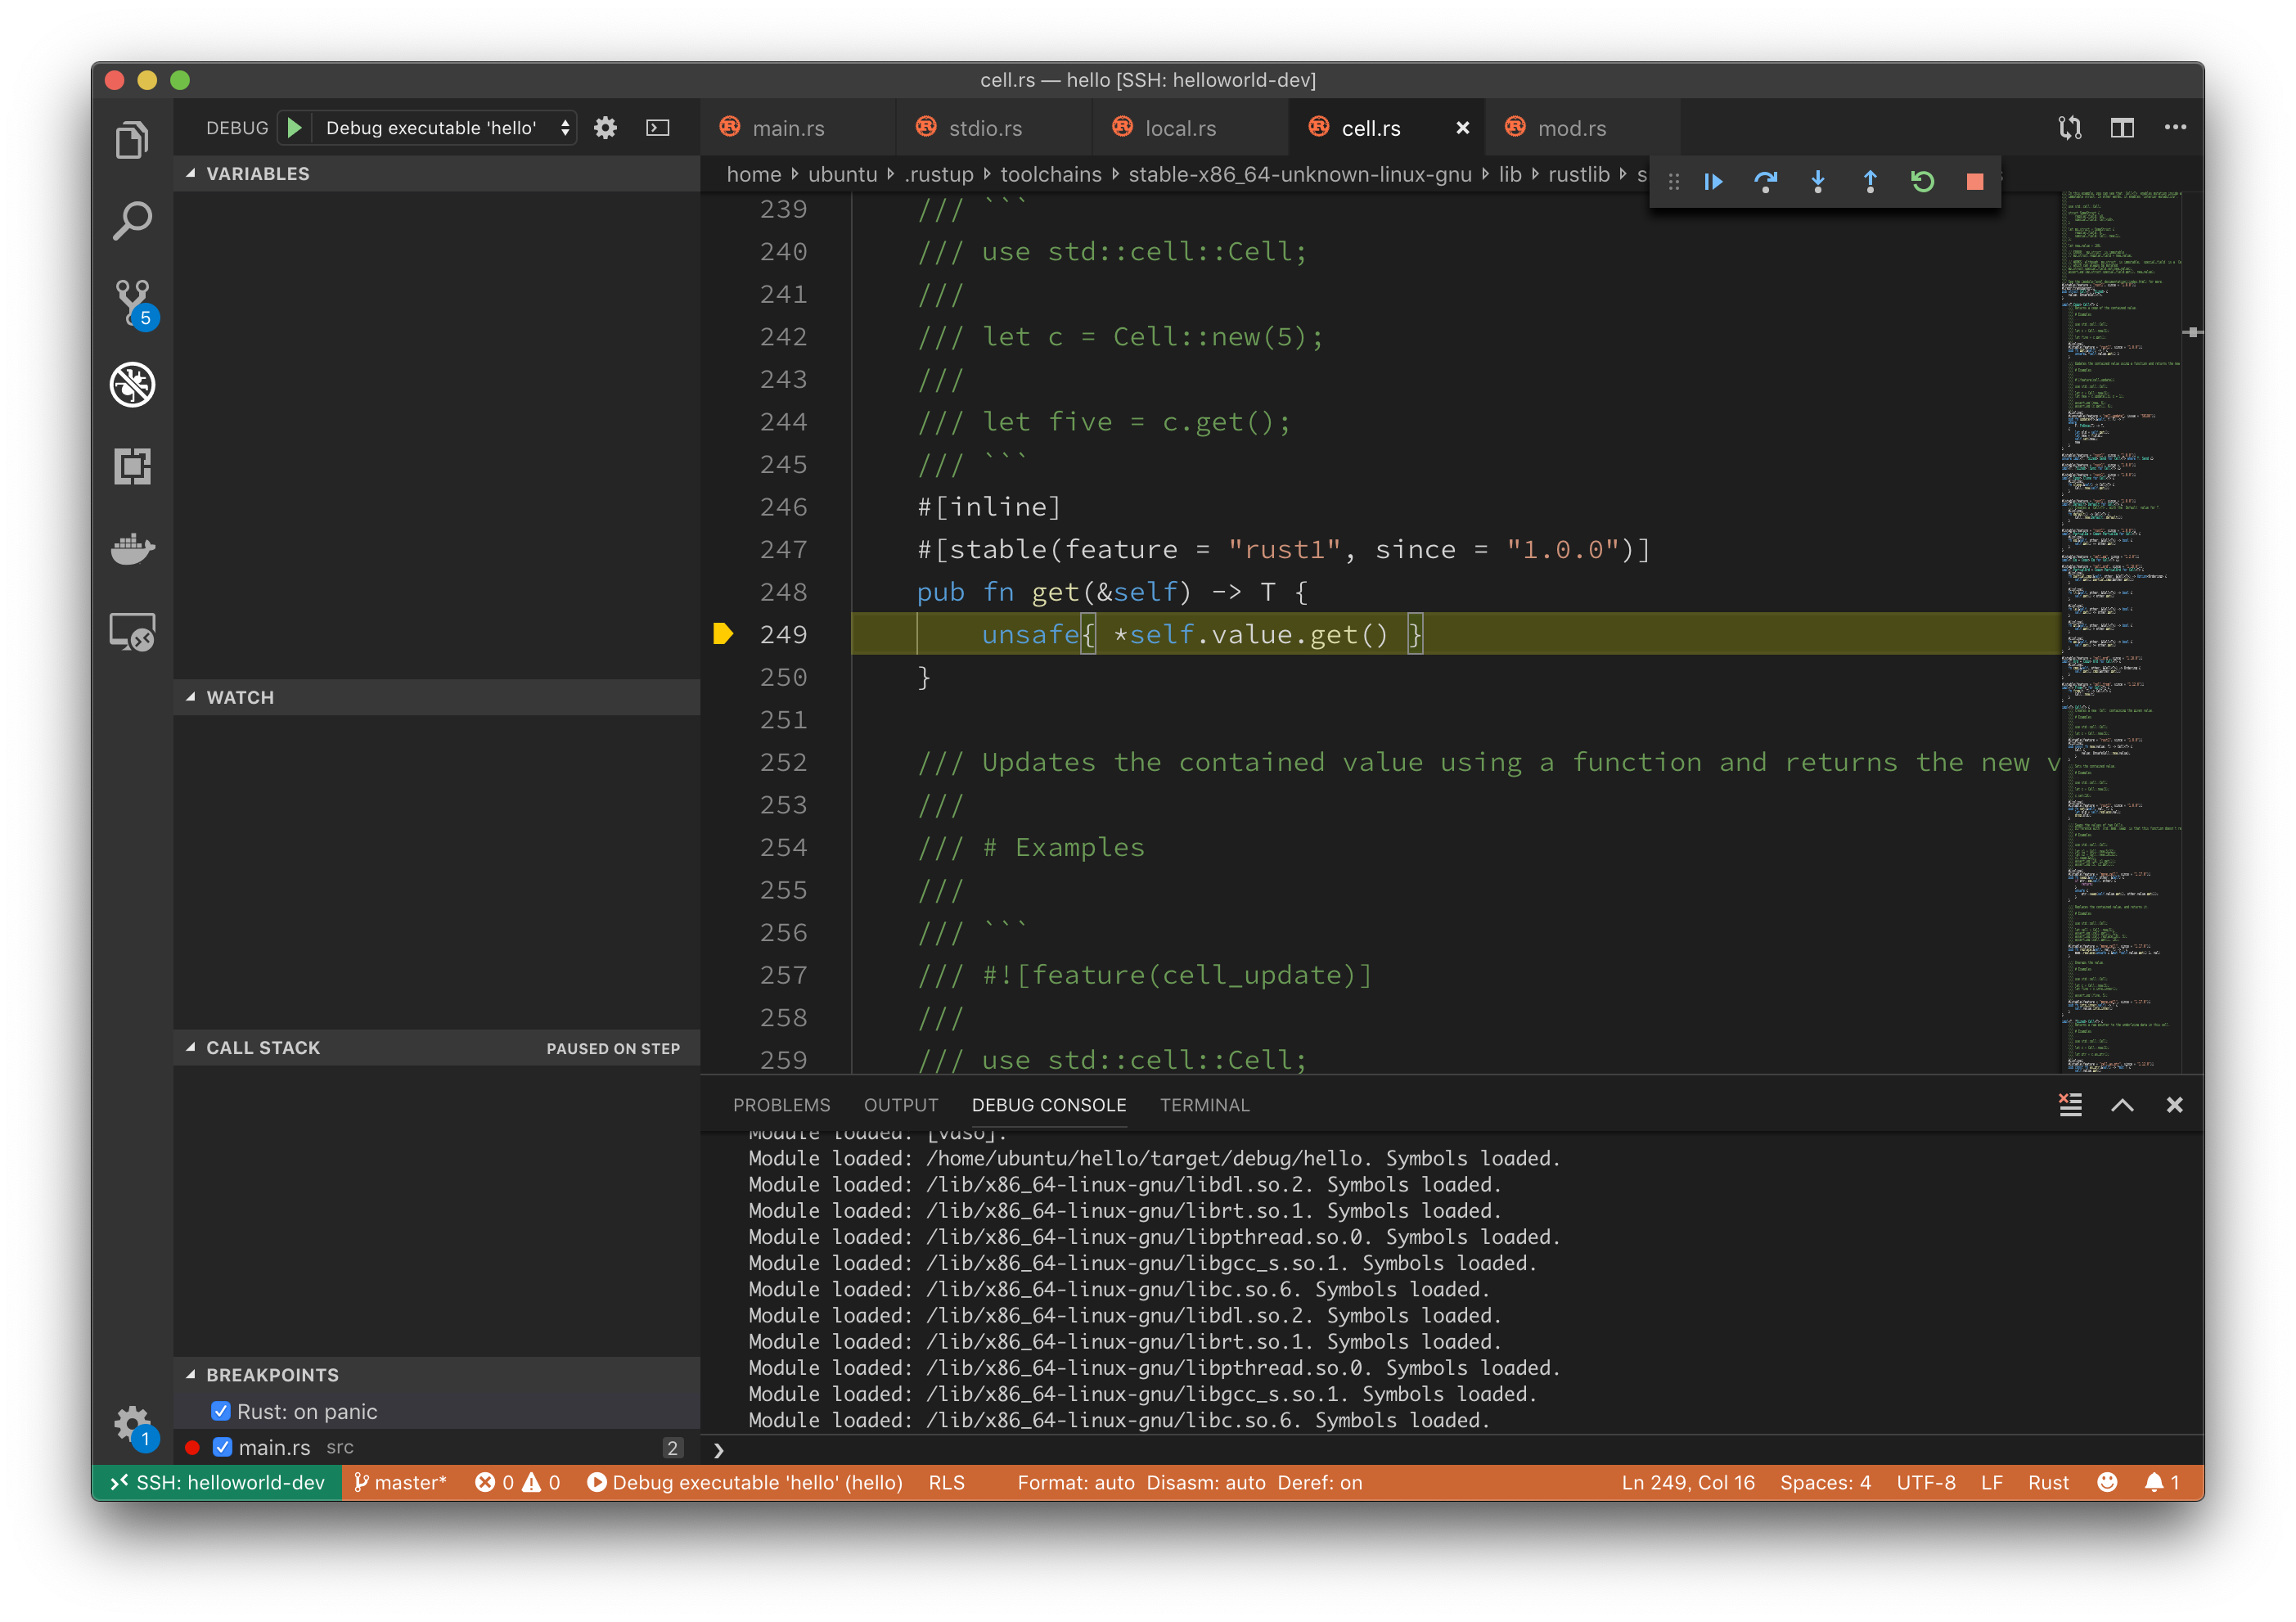 cell.rs — hello [SSH: helloworld-dev]
DEBUG Debug executable 'hello'
main.rs stdio.rs local.rs cell.rs mod.rs
VARIABLES
home ubuntu .rustup toolchains stable-x86_64-unknown-linux-gnu lib rustlib s
239 /// ```
240 /// use std::cell::Cell;
241 ///
242 /// let c = Cell::new(5);
243 ///
244 /// let five = c.get();
245 /// ```
246 #[inline]
247 #[stable(feature = "rust1", since = "1.0.0")]
248 pub fn get(&self) -> T {
249 unsafe{ *self.value.get() }
250 }
251
252 /// Updates the contained value using a function and returns the new v
253 ///
254 /// # Examples
255 ///
256 /// ```
257 /// #![feature(cell_update)]
258 ///
259 /// use std::cell::Cell;
5
WATCH
CALL STACK PAUSED ON STEP
BREAKPOINTS
Rust: on panic
main.rs src 2
1
PROBLEMS OUTPUT DEBUG CONSOLE TERMINAL
Module loaded: [vdso].
Module loaded: /home/ubuntu/hello/target/debug/hello. Symbols loaded.
Module loaded: /lib/x86_64-linux-gnu/libdl.so.2. Symbols loaded.
Module loaded: /lib/x86_64-linux-gnu/librt.so.1. Symbols loaded.
Module loaded: /lib/x86_64-linux-gnu/libpthread.so.0. Symbols loaded.
Module loaded: /lib/x86_64-linux-gnu/libgcc_s.so.1. Symbols loaded.
Module loaded: /lib/x86_64-linux-gnu/libc.so.6. Symbols loaded.
Module loaded: /lib/x86_64-linux-gnu/libdl.so.2. Symbols loaded.
Module loaded: /lib/x86_64-linux-gnu/librt.so.1. Symbols loaded.
Module loaded: /lib/x86_64-linux-gnu/libpthread.so.0. Symbols loaded.
Module loaded: /lib/x86_64-linux-gnu/libgcc_s.so.1. Symbols loaded.
Module loaded: /lib/x86_64-linux-gnu/libc.so.6. Symbols loaded.
SSH: helloworld-dev master* 0 0 Debug executable 'hello' (hello) RLS Format: auto Disasm: auto Deref: on Ln 249, Col 16 Spaces: 4 UTF-8 LF Rust 1